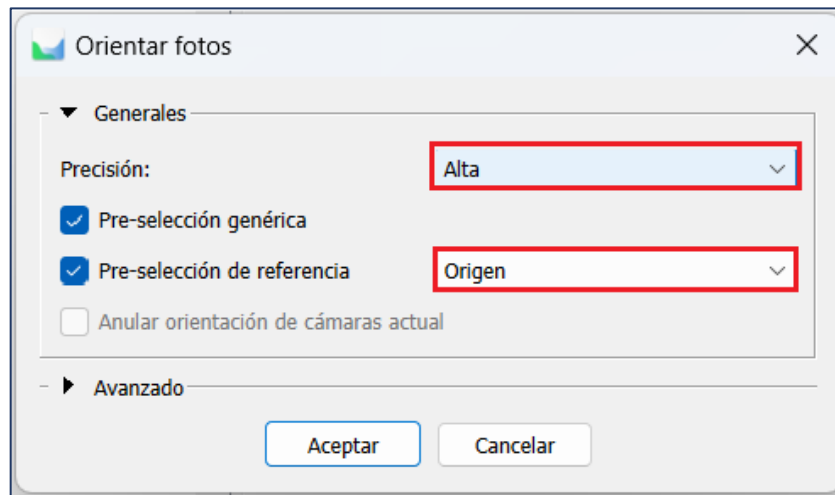 Orientar fotos
Generales
Precisión: Alta
Pre-selección genérica
Pre-selección de referencia Origen
Anular orientación de cámaras actual
Avanzado
Aceptar Cancelar